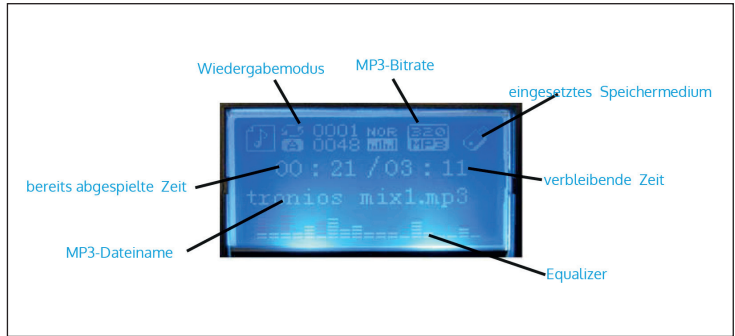 Wiedergabemodus
MP3-Bitrate
eingesetztes Speichermedium
0001 NOR 320
A 0048 MP3
00 : 21 / 03 : 11
bereits abgespielte Zeit
verbleibende Zeit
tronios mix1.mp3
MP3-Dateiname
Equalizer